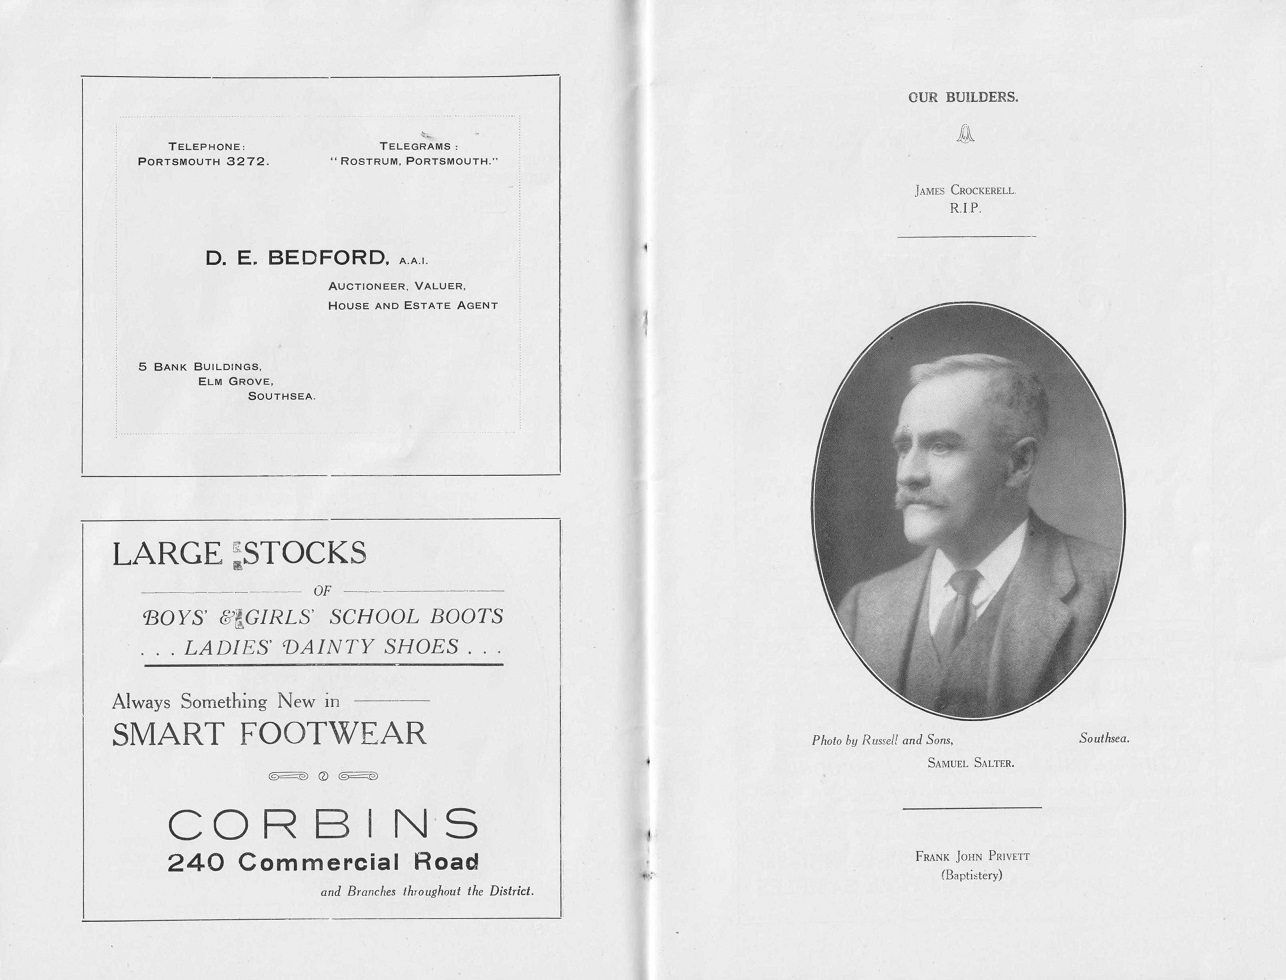 TELEPHONE:
PORTSMOUTH 3272.
TELEGRAMS :
"ROSTRUM, PORTSMOUTH."
D. E. BEDFORD, A.A.I.
AUCTIONEER, VALUER,
HOUSE AND ESTATE AGENT
5 BANK BUILDINGS,
ELM GROVE,
SOUTHSEA.
LARGE STOCKS
OF
BOYS' & GIRLS' SCHOOL BOOTS
. . . LADIES' DAINTY SHOES . . .
Always Something New in
SMART FOOTWEAR
CORBINS
240 Commercial Road
and Branches throughout the District.
OUR BUILDERS.
JAMES CROCKERELL.
R.I.P.
Photo by Russell and Sons, Southsea.
SAMUEL SALTER.
FRANK JOHN PRIVETT
(Baptistery)